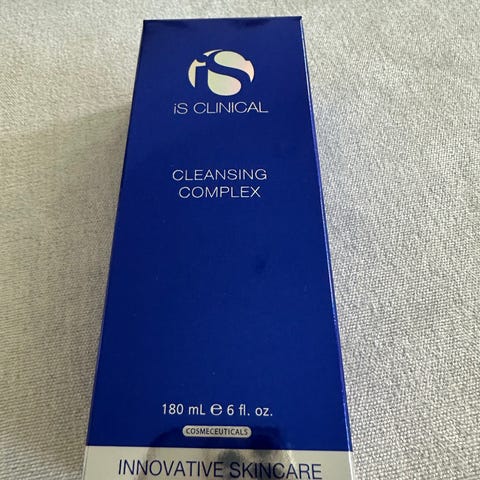 iS
iS CLINICAL
CLEANSING
COMPLEX
180 mL e 6 fl. oz.
COSMECEUTICALS
INNOVATIVE SKINCARE